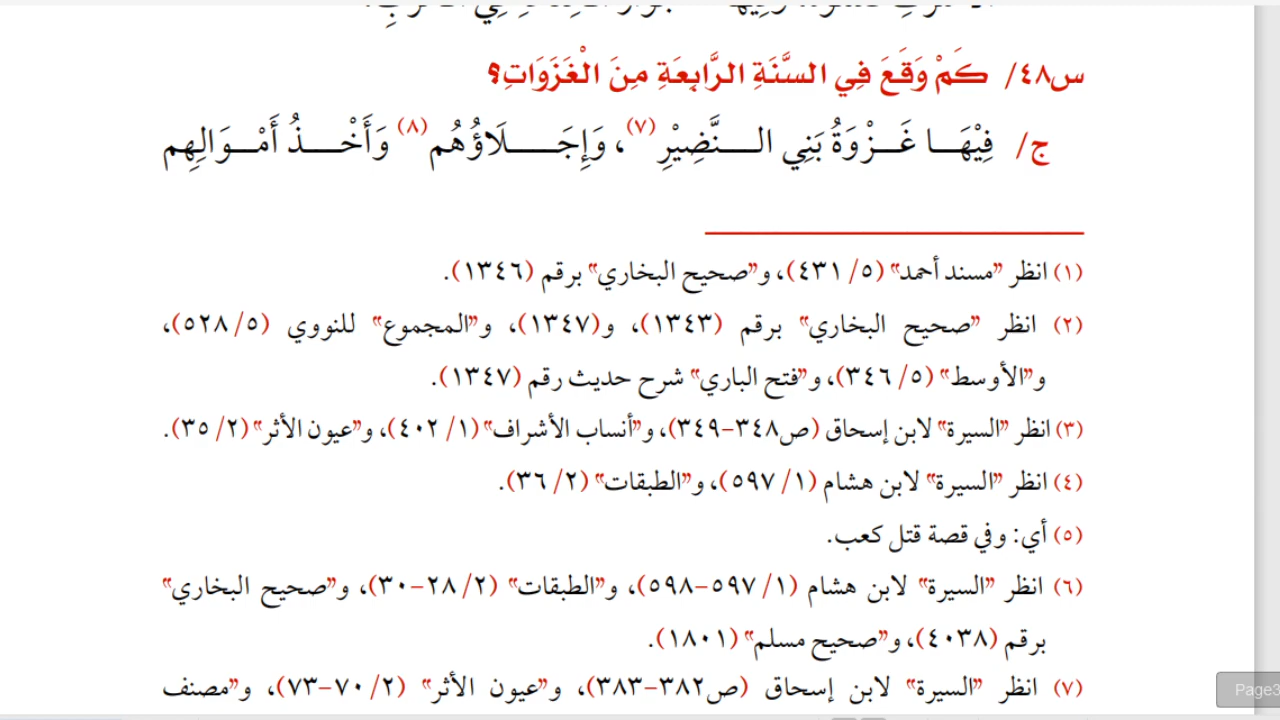 س٤٨/ كَمْ وَقَعَ فِي السَّنَةِ الرَّابِعَةِ مِنَ الْغَزَوَاتِ؟
ج/ فِيْهَا غَزْوَةُ بَنِي النَّضِيْرِ (٧)، وَإِجَلَاؤُهُم (٨) وَأَخْذُ أَمْوَالِهِم
(١) انظر "مسند أحمد" (٥/ ٤٣١)، و"صحيح البخاري" برقم (١٣٤٦).
(٢) انظر "صحيح البخاري" برقم (١٣٤٣)، و(١٣٤٧)، و"المجموع" للنووي (٥/ ٥٢٨)،
و"الأوسط" (٥/ ٣٤٦)، و"فتح الباري" شرح حديث رقم (١٣٤٧).
(٣) انظر "السيرة" لابن إسحاق (ص٣٤٨-٣٤٩)، و"أنساب الأشراف" (١/ ٤٠٢)، و"عيون الأثر" (٢/ ٣٥).
(٤) انظر "السيرة" لابن هشام (١/ ٥٩٧)، و"الطبقات" (٢/ ٣٦).
(٥) أي: وفي قصة قتل كعب.
(٦) انظر "السيرة" لابن هشام (١/ ٥٩٧-٥٩٨)، و"الطبقات" (٢/ ٢٨-٣٠)، و"صحيح البخاري"
برقم (٤٠٣٨)، و"صحيح مسلم" (١٨٠١).
(٧) انظر "السيرة" لابن إسحاق (ص٣٨٢-٣٨٣)، و"عيون الأثر" (٢/ ٧٠-٧٣)، و"مصنف
Page3